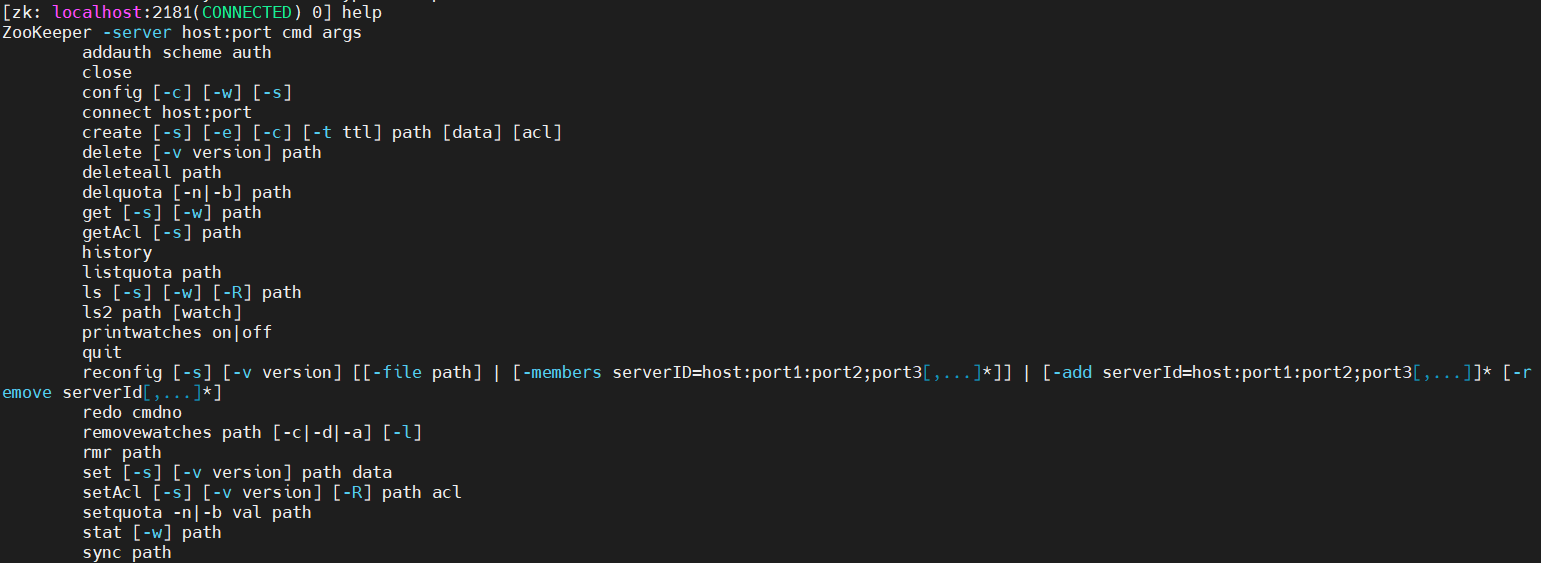 [zk: localhost:2181(CONNECTED) 0] help
ZooKeeper -server host:port cmd args
        addauth scheme auth
        close
        config [-c] [-w] [-s]
        connect host:port
        create [-s] [-e] [-c] [-t ttl] path [data] [acl]
        delete [-v version] path
        deleteall path
        delquota [-n|-b] path
        get [-s] [-w] path
        getAcl [-s] path
        history
        listquota path
        ls [-s] [-w] [-R] path
        ls2 path [watch]
        printwatches on|off
        quit
        reconfig [-s] [-v version] [[-file path] | [-members serverID=host:port1:port2;port3[,...]*]] | [-add serverId=host:port1:port2;port3[,...]]* [-r
emove serverId[,...]*]
        redo cmdno
        removewatches path [-c|-d|-a] [-l]
        rmr path
        set [-s] [-v version] path data
        setAcl [-s] [-v version] [-R] path acl
        setquota -n|-b val path
        stat [-w] path
        sync path